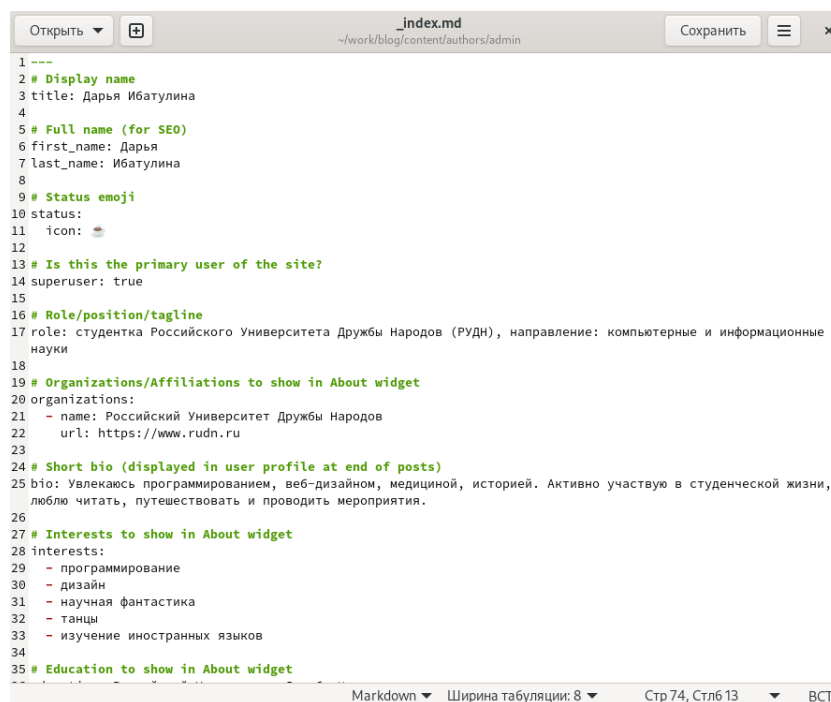 Открыть
_index.md
~/work/blog/content/authors/admin
Сохранить
1 ---
2 # Display name
3 title: Дарья Ибатулина
4
5 # Full name (for SEO)
6 first_name: Дарья
7 last_name: Ибатулина
8
9 # Status emoji
10 status:
11 icon: ☕
12
13 # Is this the primary user of the site?
14 superuser: true
15
16 # Role/position/tagline
17 role: студентка Российского Университета Дружбы Народов (РУДН), направление: компьютерные и информационные
науки
18
19 # Organizations/Affiliations to show in About widget
20 organizations:
21 - name: Российский Университет Дружбы Народов
22 url: https://www.rudn.ru
23
24 # Short bio (displayed in user profile at end of posts)
25 bio: Увлекаюсь программированием, веб-дизайном, медициной, историей. Активно участвую в студенческой жизни,
люблю читать, путешествовать и проводить мероприятия.
26
27 # Interests to show in About widget
28 interests:
29 - программирование
30 - дизайн
31 - научная фантастика
32 - танцы
33 - изучение иностранных языков
34
35 # Education to show in About widget
Markdown Ширина табуляции: 8 Стр 74, Стлб 13 ВСТ